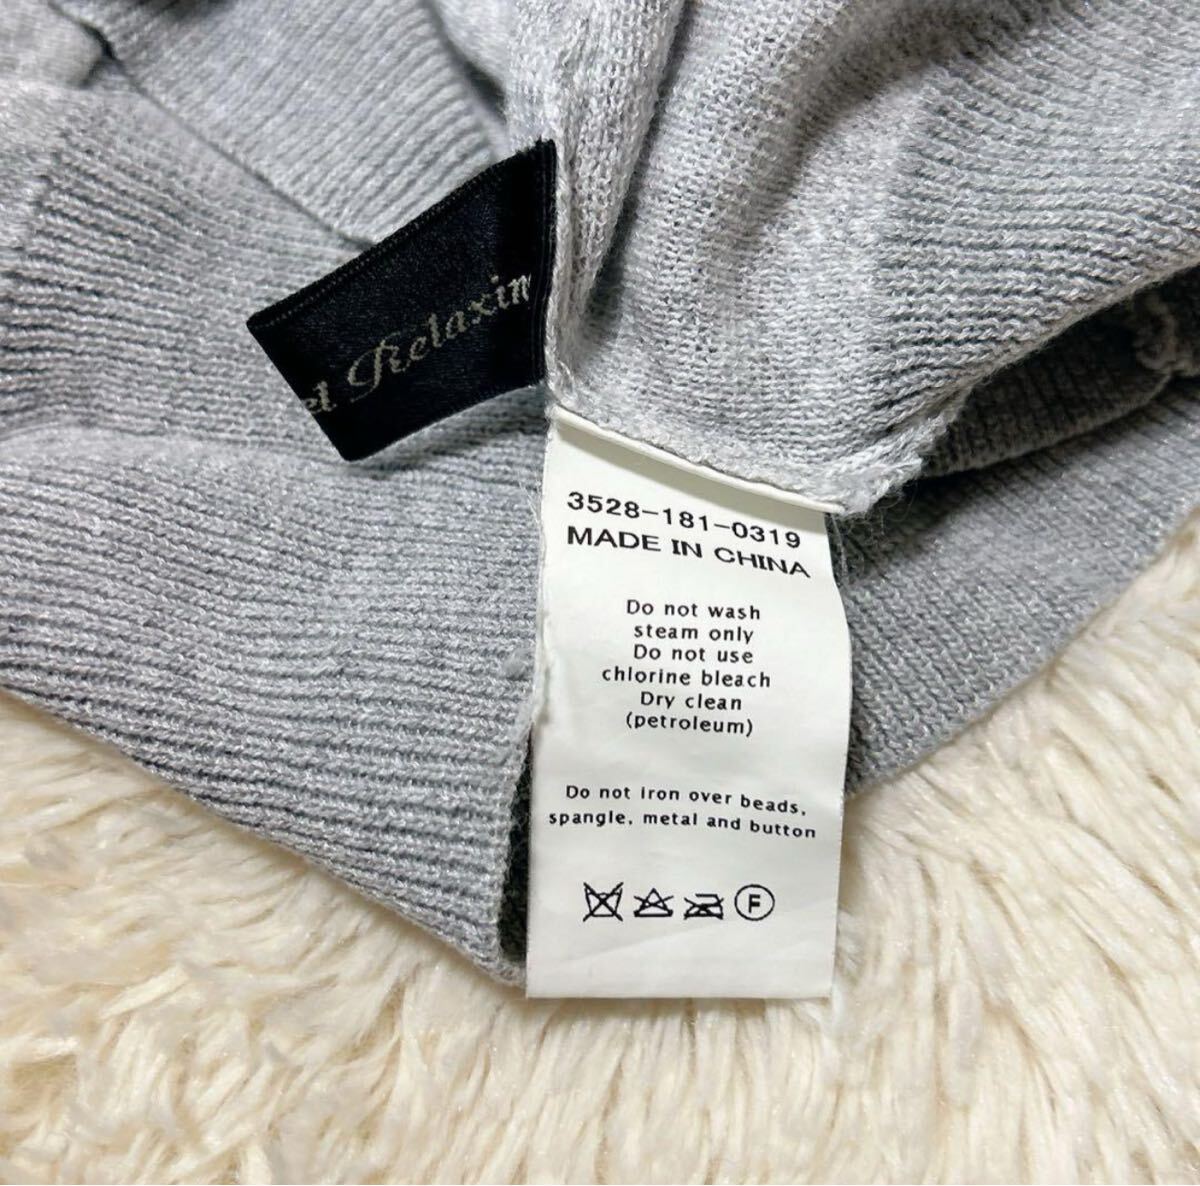 Relaxin
3528-181-0319
MADE IN CHINA
Do not wash
steam only
Do not use
chlorine bleach
Dry clean
(petroleum)
Do not iron over beads,
spangle, metal and button
F